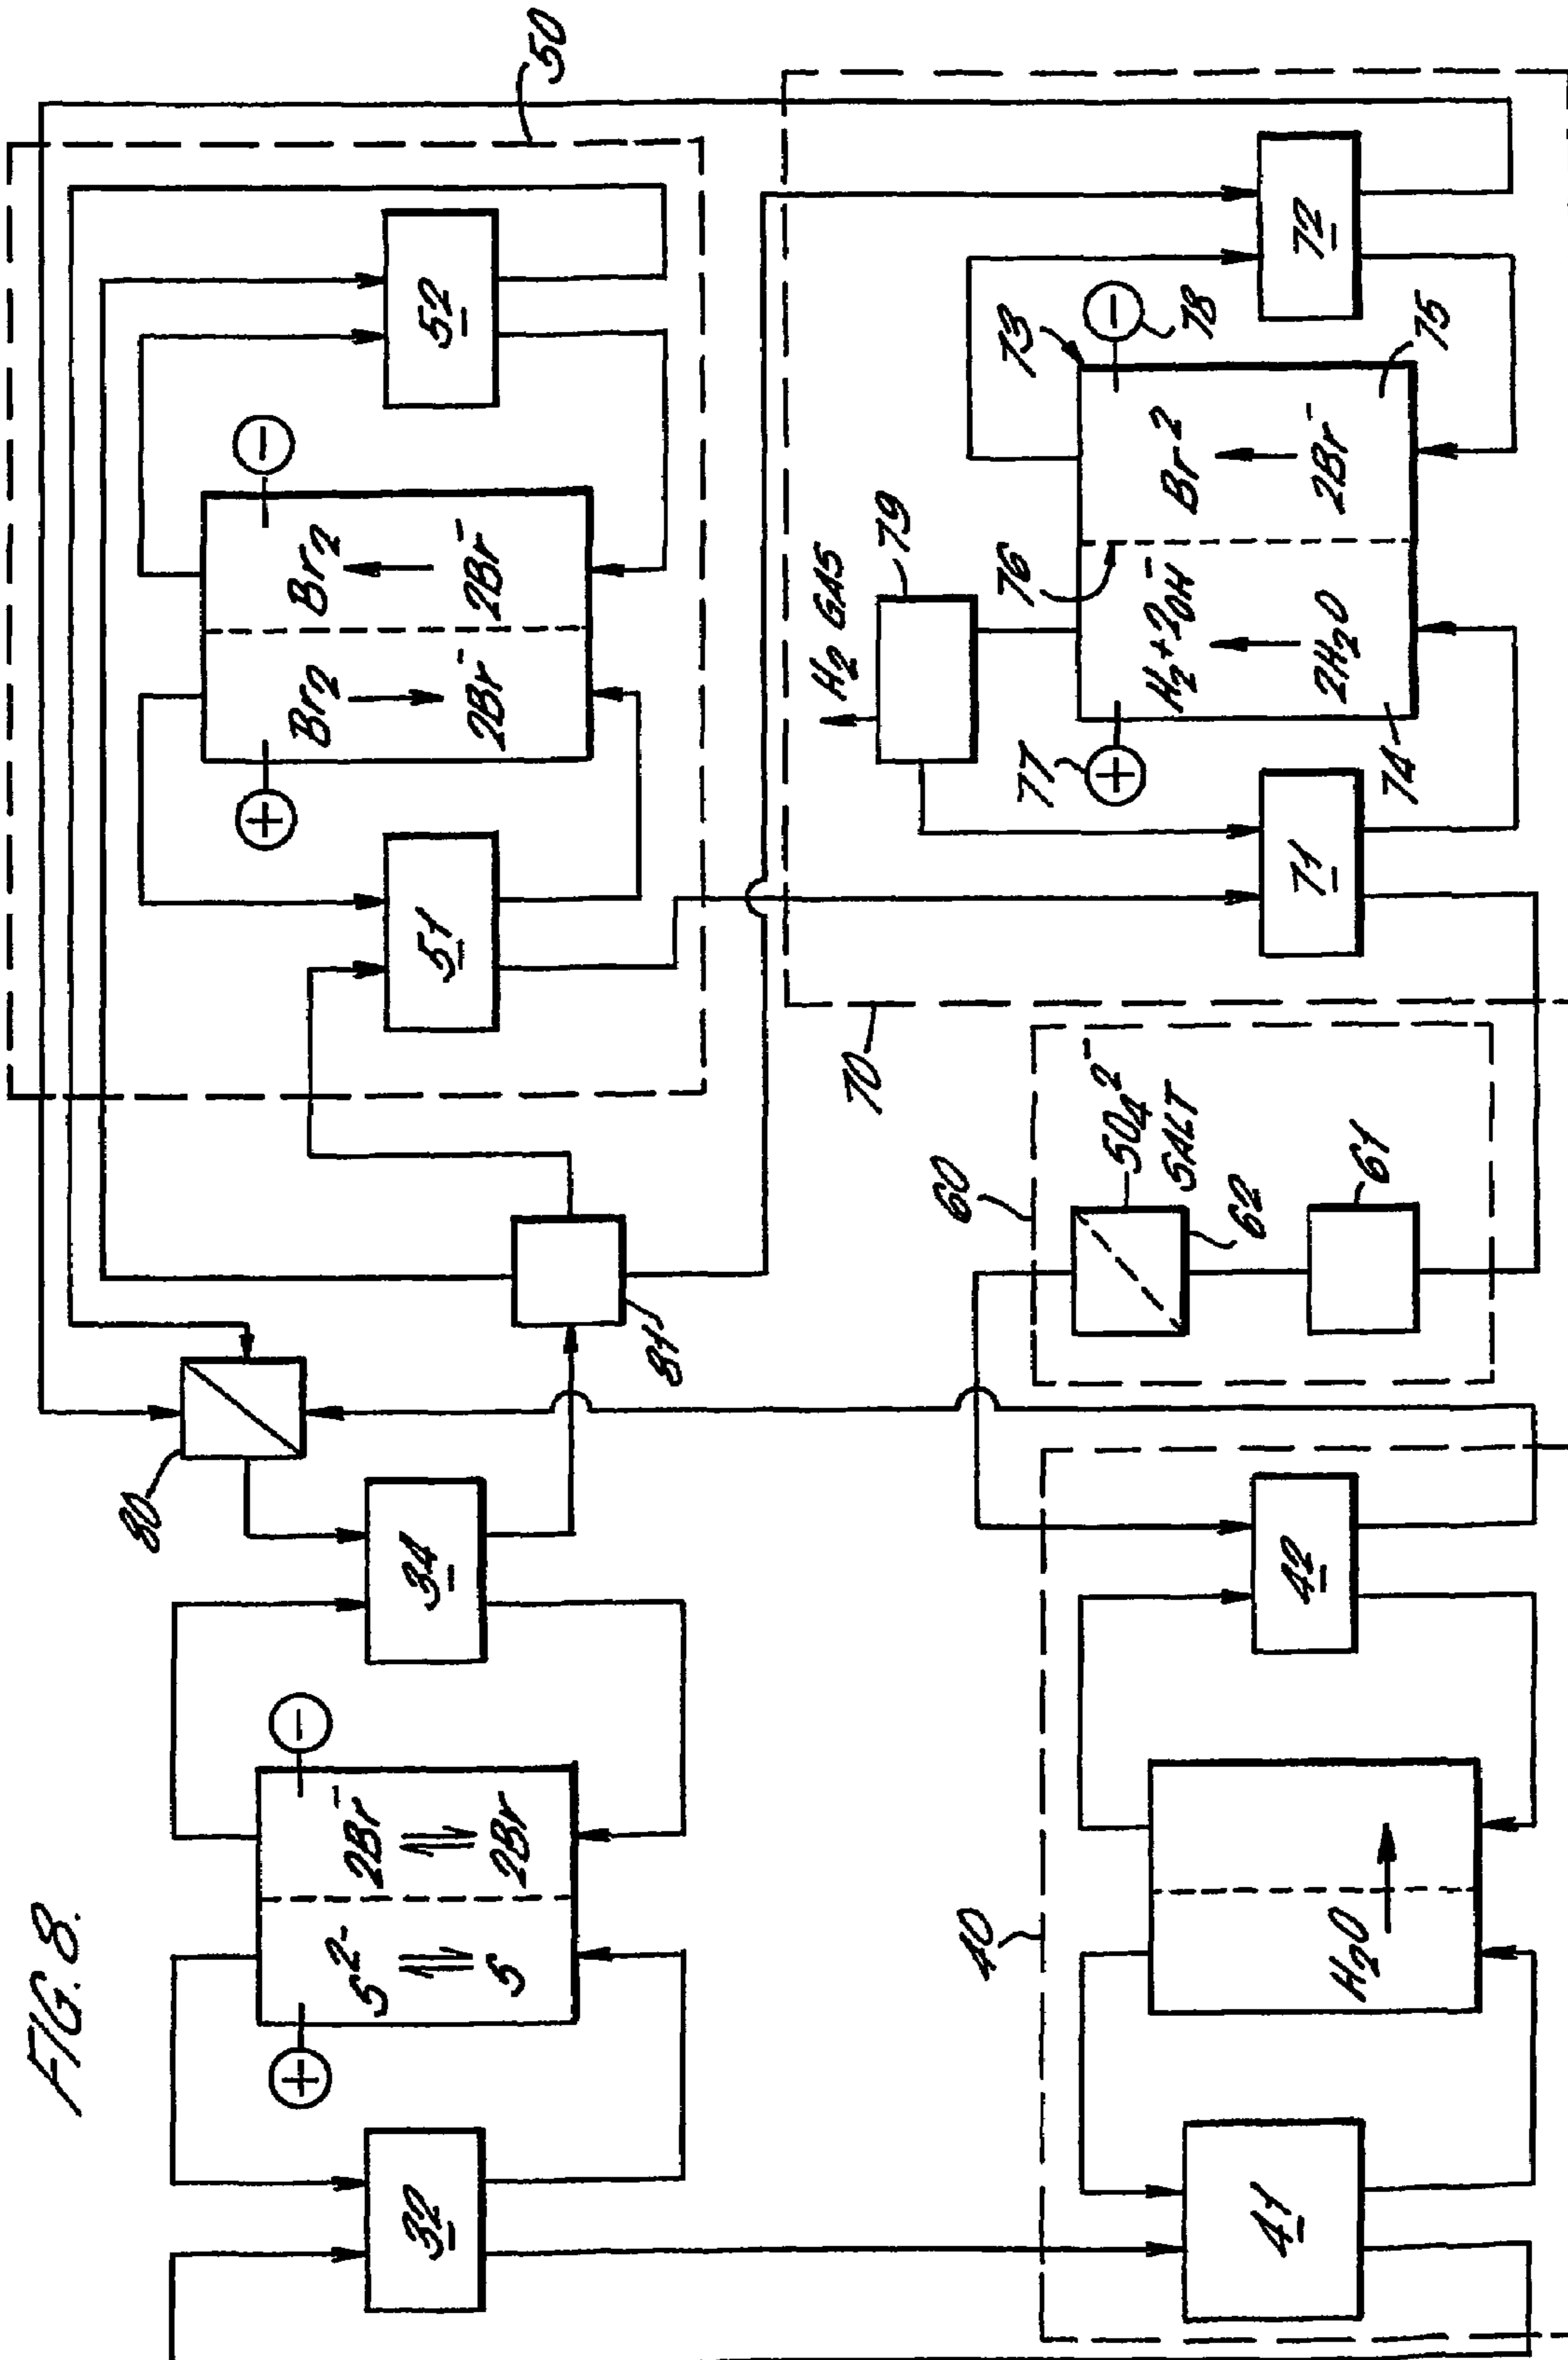 FIG. 8.
50
80
52
Br2
Br2
2Br-
2Br-
51
34
32
S2-
2Br-
S
2Br
81
H2 GAS
79
73
78
77
76
H2+2OH-
Br2
2H2O
2Br-
74
75
72
71
70
60
SO42-
SALT
62
61
40
42
H2O
41